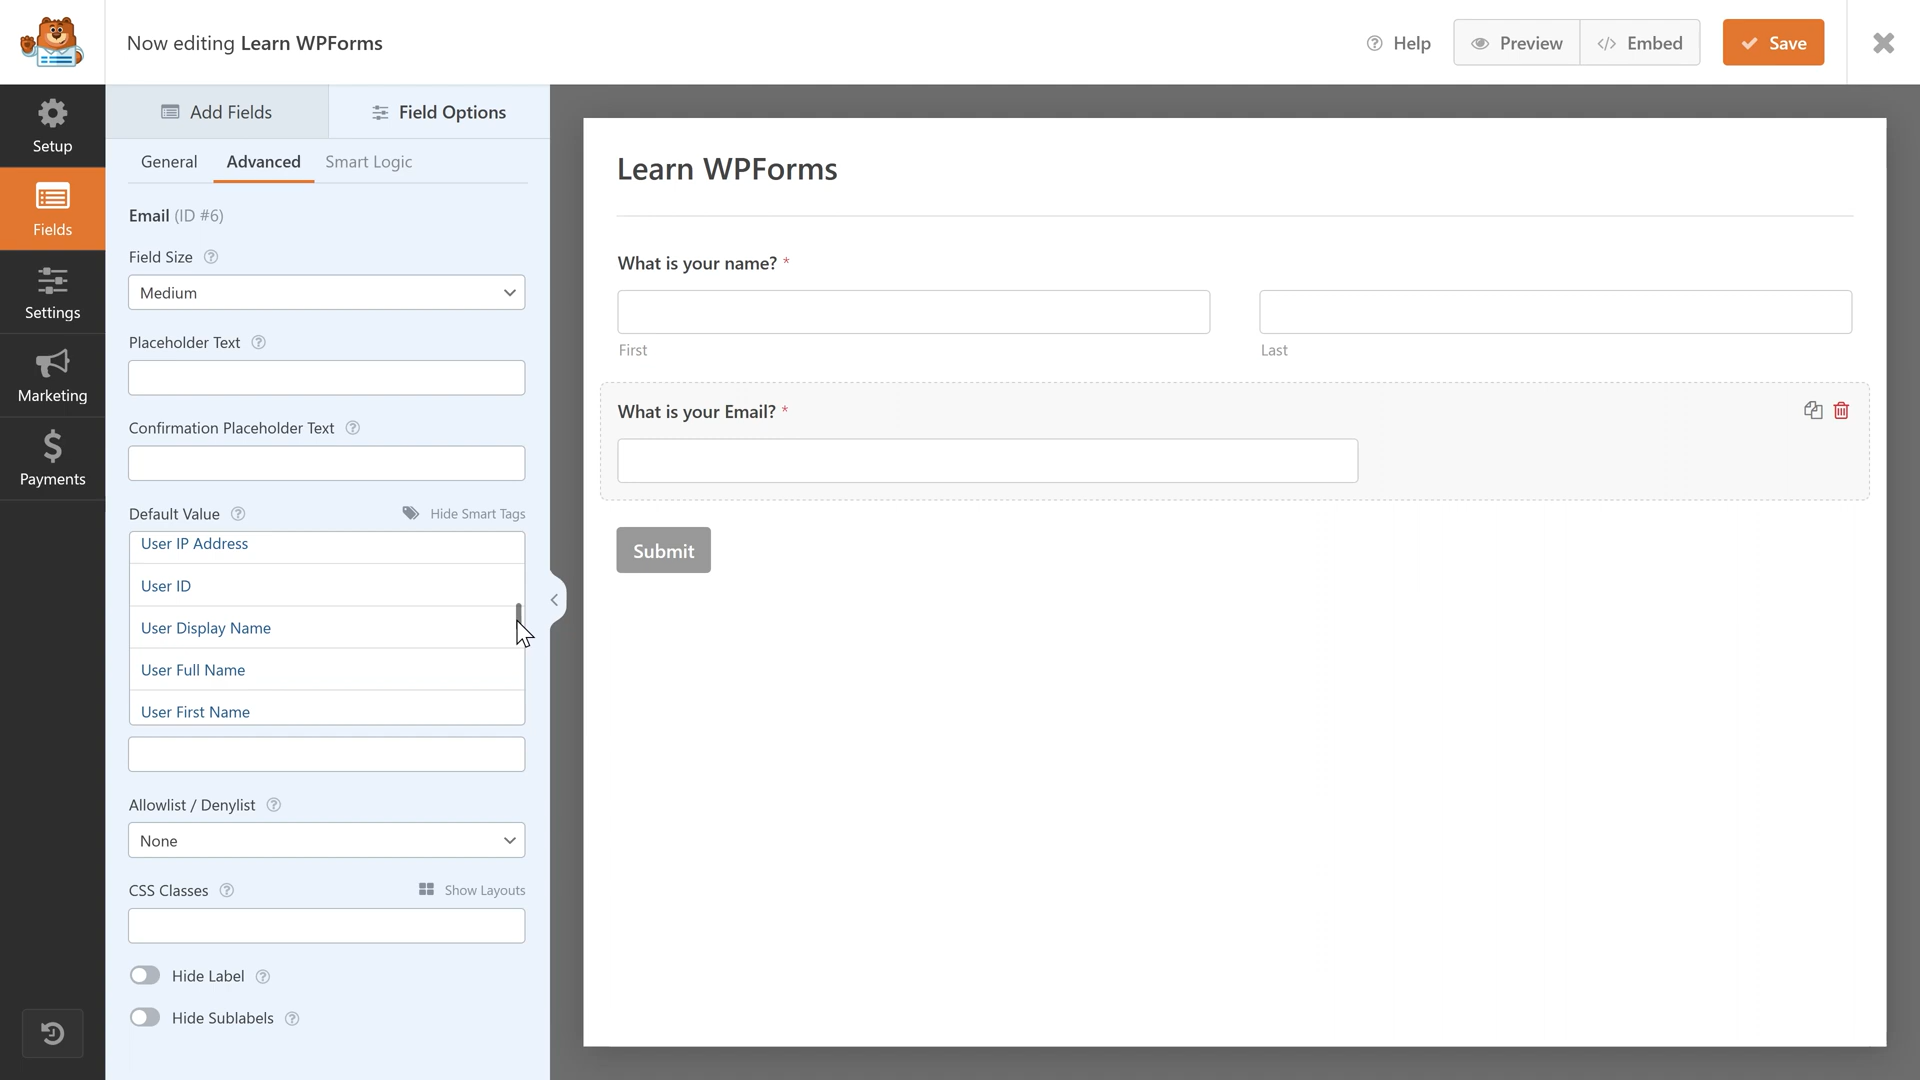 Now editing Learn WPForms
Help
Preview
Embed
Save
Setup
Fields
Settings
Marketing
Payments
Add Fields
Field Options
General
Advanced
Smart Logic
Email (ID #6)
Field Size
Medium
Placeholder Text
Confirmation Placeholder Text
Default Value
Hide Smart Tags
User IP Address
User ID
User Display Name
User Full Name
User First Name
Allowlist / Denylist
None
CSS Classes
Show Layouts
Hide Label
Hide Sublabels
Learn WPForms
What is your name? *
First
Last
What is your Email? *
Submit